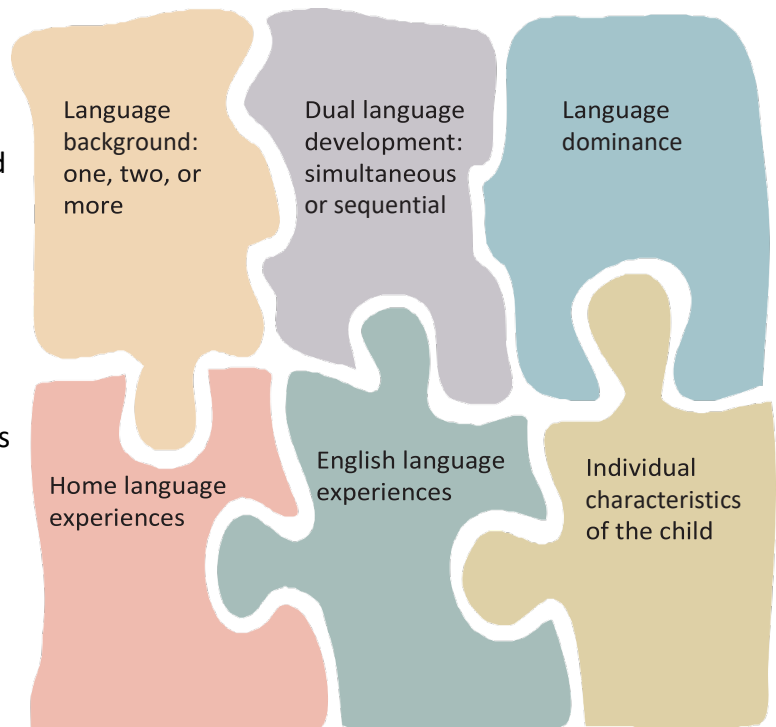 Language
background:
one, two, or
more
Dual language
development:
simultaneous
or sequential
Language
dominance
d
s
Home language
experiences
English language
experiences
Individual
characteristics
of the child